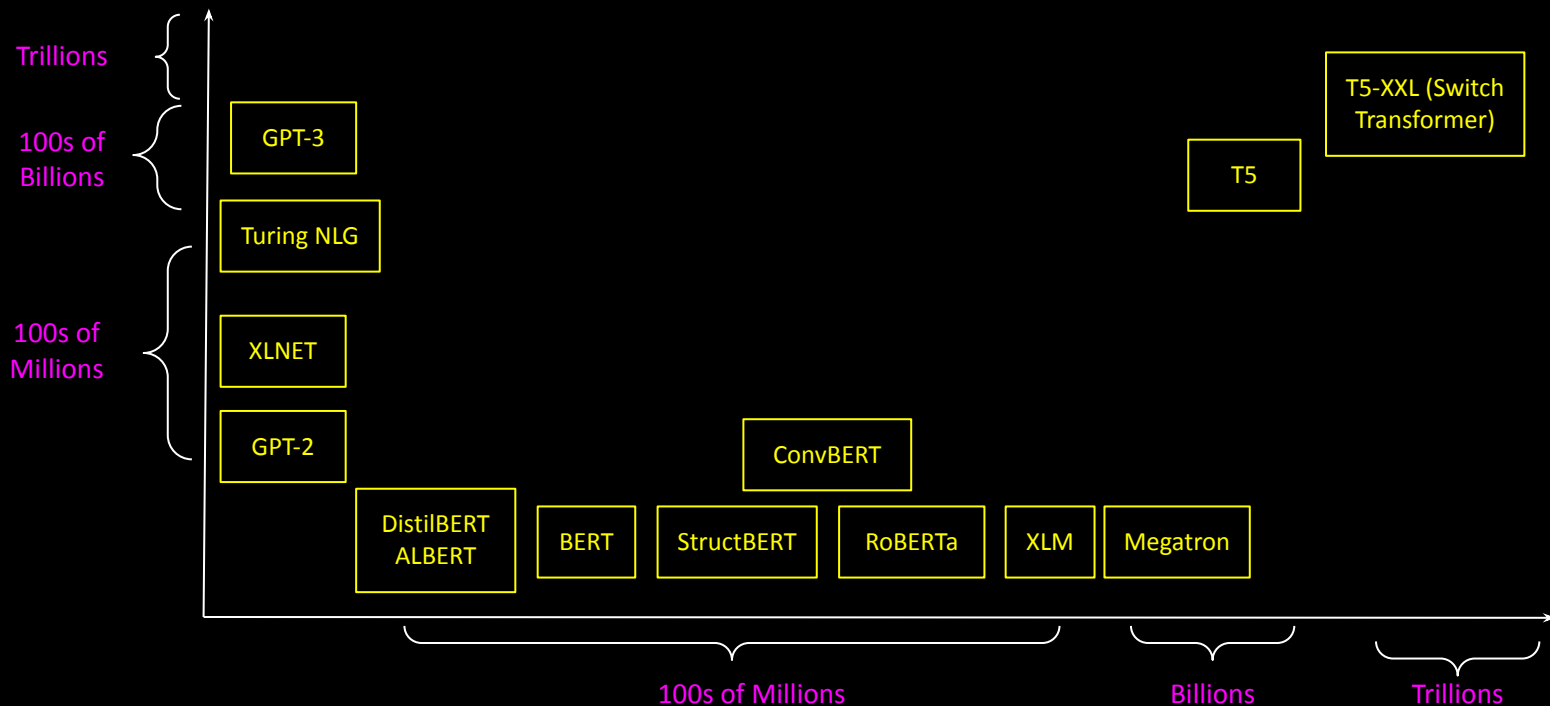 Trillions
T5-XXL (Switch
Transformer)
GPT-3
100s of
Billions
T5
Turing NLG
100s of
Millions
XLNET
GPT-2
ConvBERT
DistilBERT
ALBERT
BERT
StructBERT
RoBERTa
XLM
Megatron
100s of Millions
Billions
Trillions